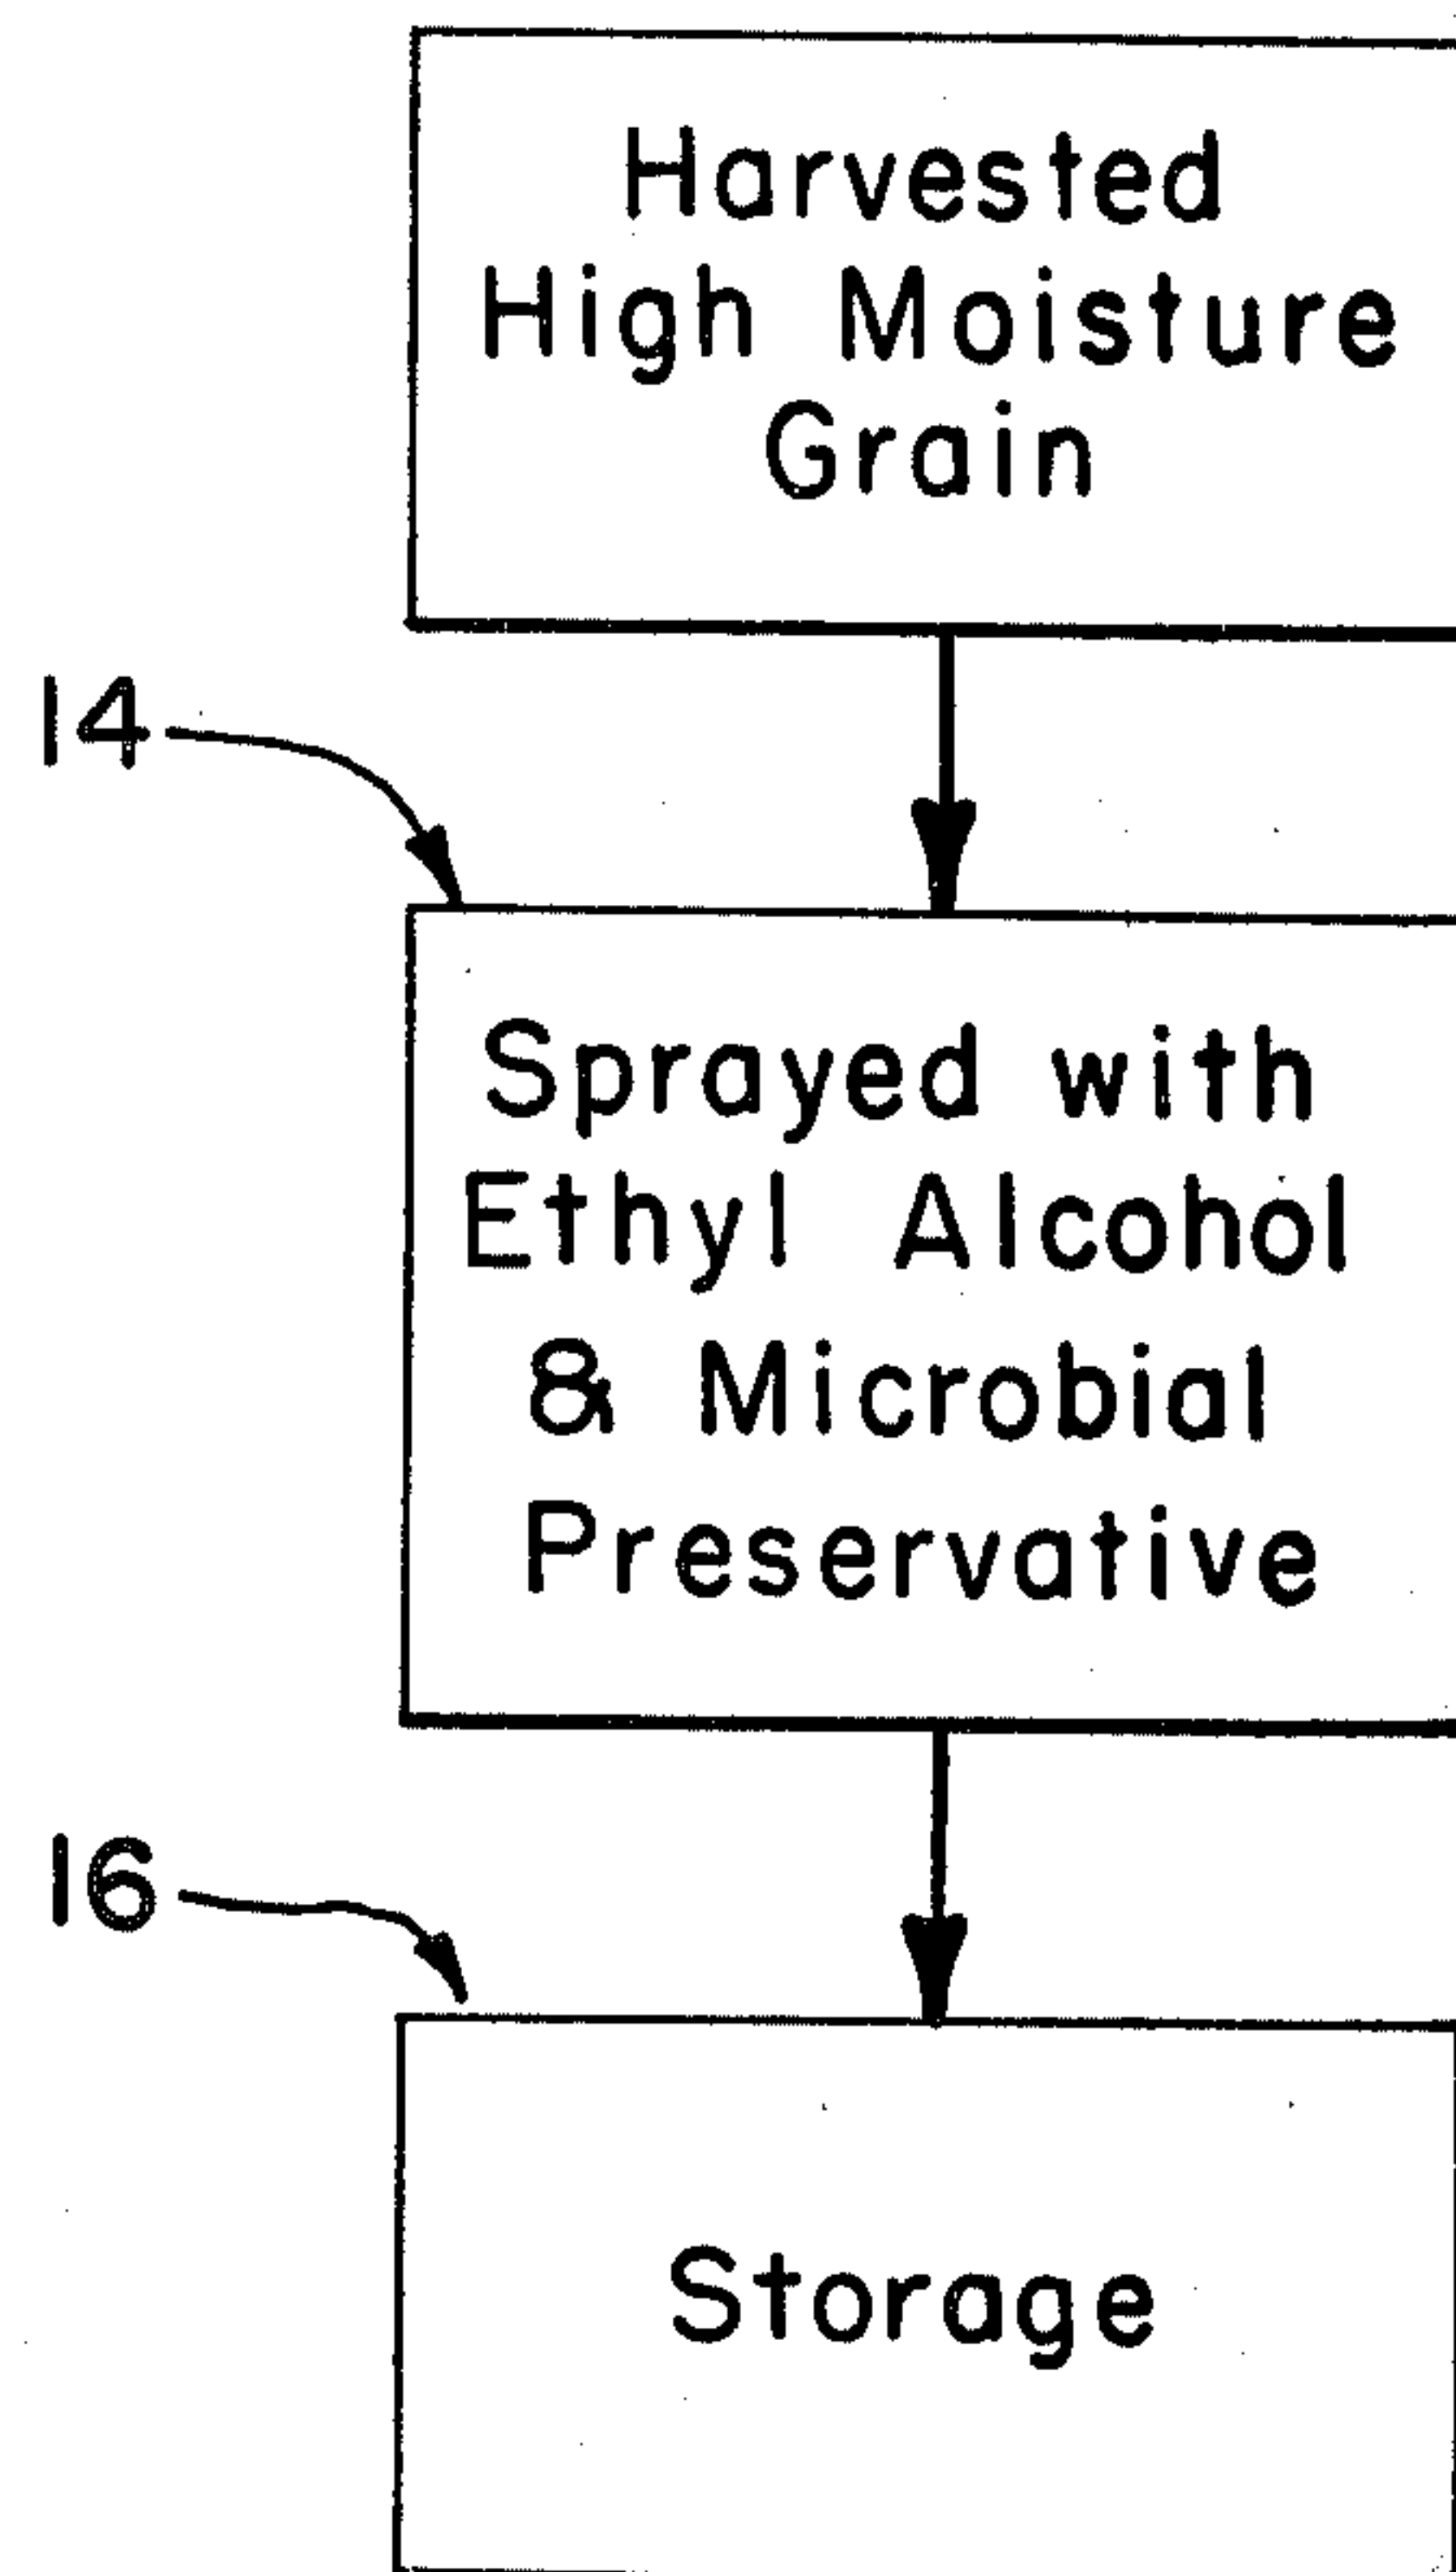 Harvested
High Moisture
Grain
14
Sprayed with
Ethyl Alcohol
& Microbial
Preservative
16
Storage